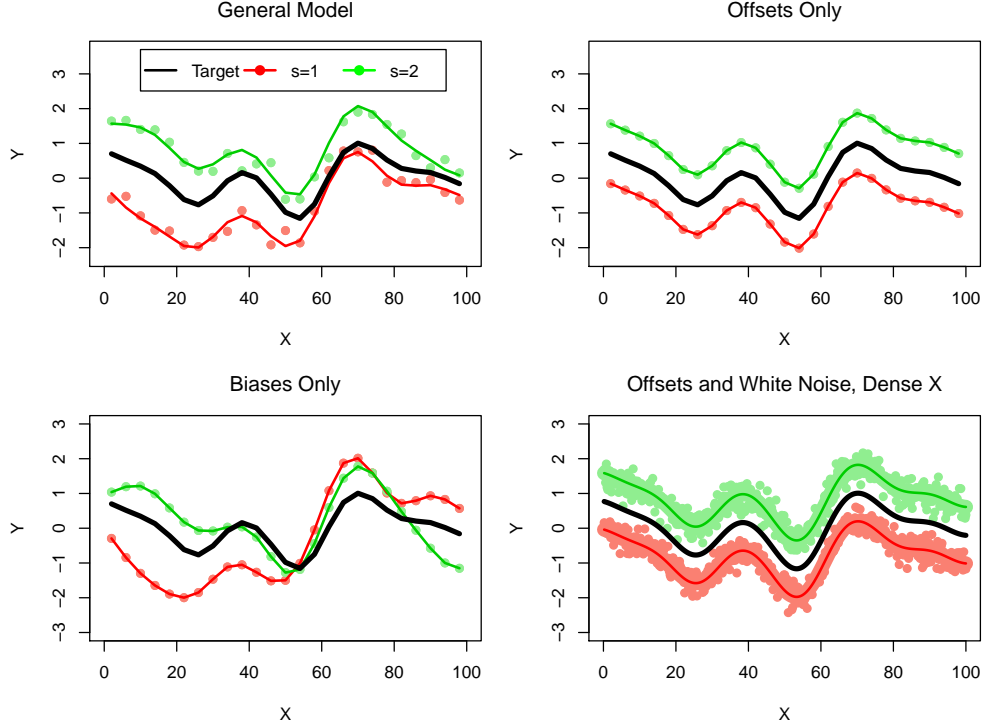 General Model
Target s=1 s=2
3
2
1
0
−1
−2
Y
0 20 40 60 80 100
X
Offsets Only
3
2
1
0
−1
−2
Y
0 20 40 60 80 100
X
Biases Only
3
2
1
0
−1
−2
−3
Y
0 20 40 60 80 100
X
Offsets and White Noise, Dense X
3
2
1
0
−1
−2
−3
Y
0 20 40 60 80 100
X